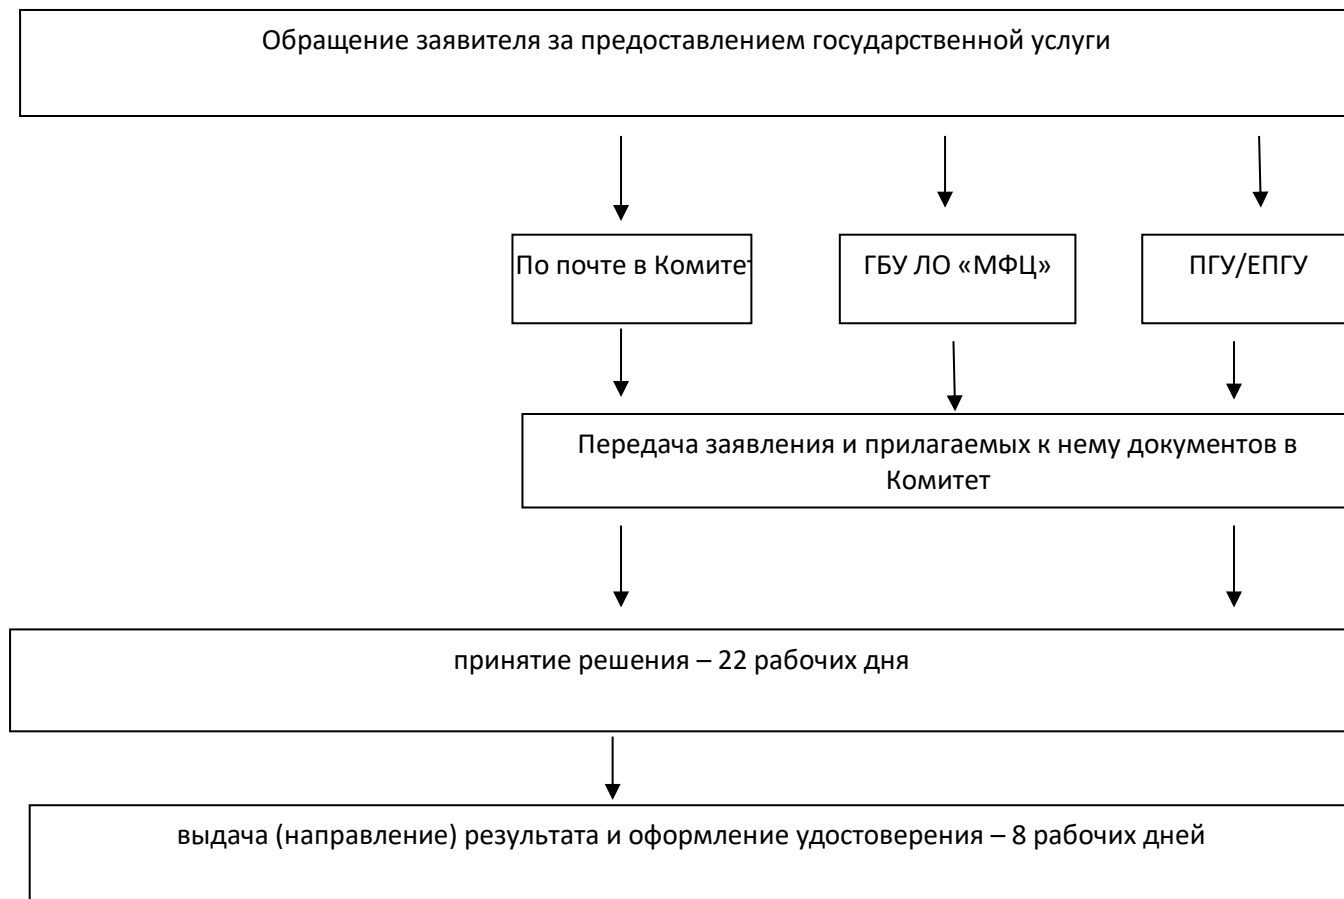 Обращение заявителя за предоставлением государственной услуги
По почте в Комитет
ГБУ ЛО «МФЦ»
ПГУ/ЕПГУ
Передача заявления и прилагаемых к нему документов в
Комитет
принятие решения – 22 рабочих дня
выдача (направление) результата и оформление удостоверения – 8 рабочих дней